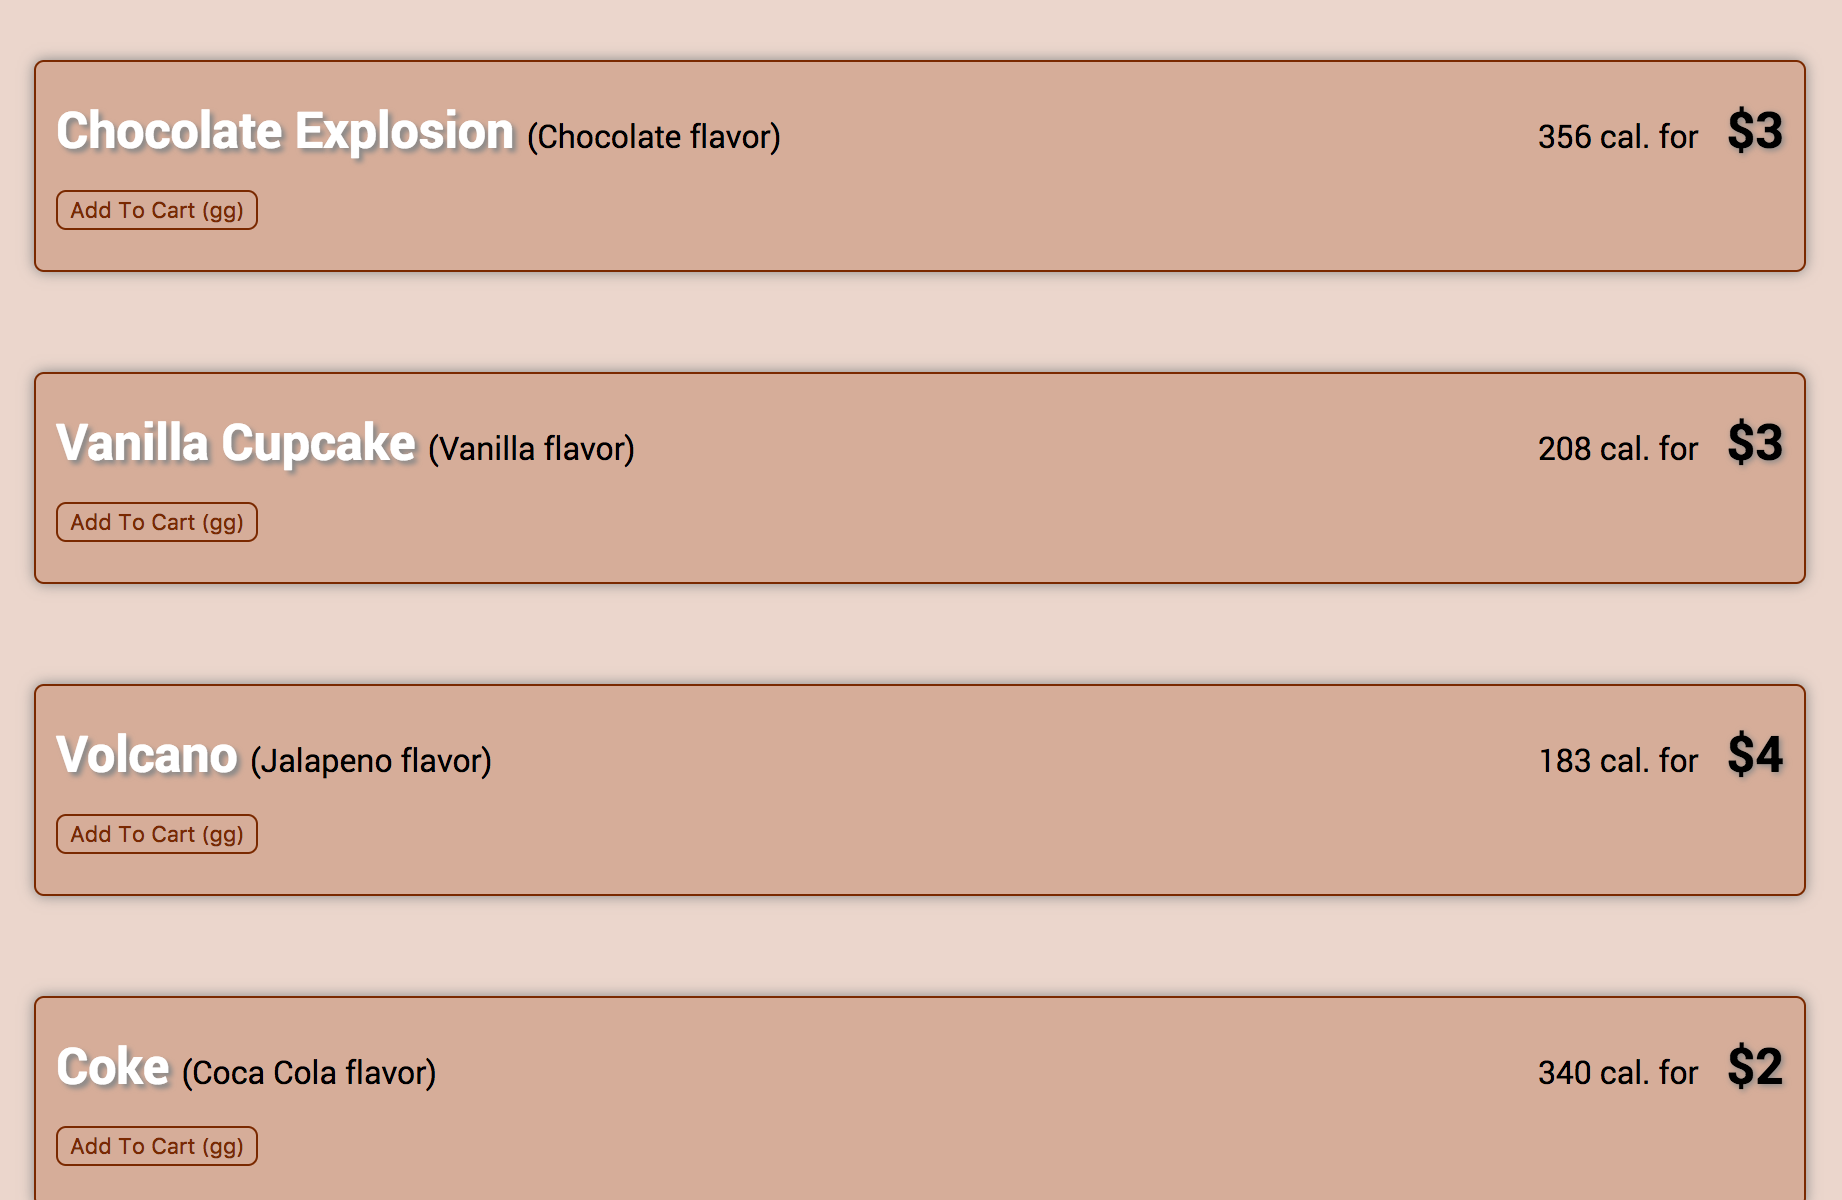 Chocolate Explosion (Chocolate flavor) 356 cal. for $3
Add To Cart (gg)
Vanilla Cupcake (Vanilla flavor) 208 cal. for $3
Add To Cart (gg)
Volcano (Jalapeno flavor) 183 cal. for $4
Add To Cart (gg)
Coke (Coca Cola flavor) 340 cal. for $2
Add To Cart (gg)